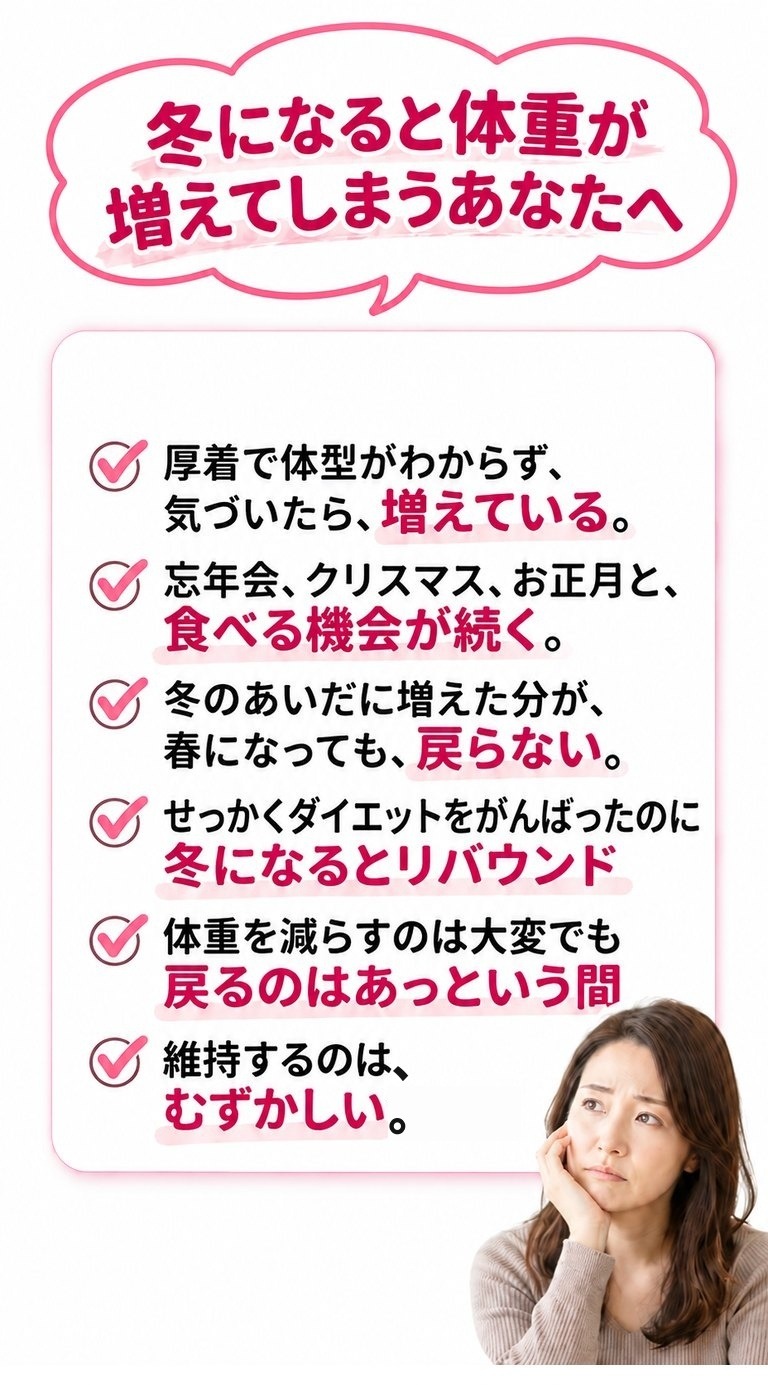 冬になると体重が
増えてしまうあなたへ
厚着で体型がわからず、
気づいたら、増えている。
忘年会、クリスマス、お正月と、
食べる機会が続く。
冬のあいだに増えた分が、
春になっても、戻らない。
せっかくダイエットをがんばったのに
冬になるとリバウンド
体重を減らすのは大変でも
戻るのはあっという間
維持するのは、
むずかしい。